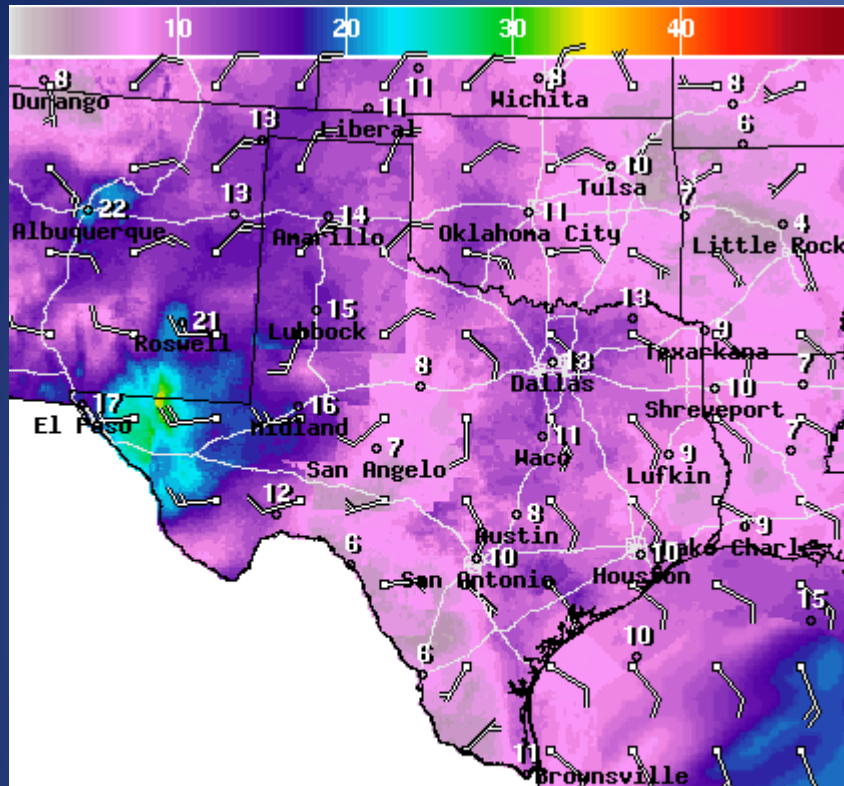 10 20 30 40
8 11 8 8
Durango Wichita
11
Liberal
13 6
10
Tulsa
22 13 14 11 7 4
Albuquerque Amarillo Oklahoma City Little Rock
21 15 13
Roswell Lubbock 9
Texarkana
13
8 Dallas 10 7
17 16 Shreveport
El Paso Midland
11 7
7 Waco 9
San Angelo Lufkin
12 8 9
Austin Lake Charles
6 10 10
San Antonio Houston
15
10
6
11
Brownsville